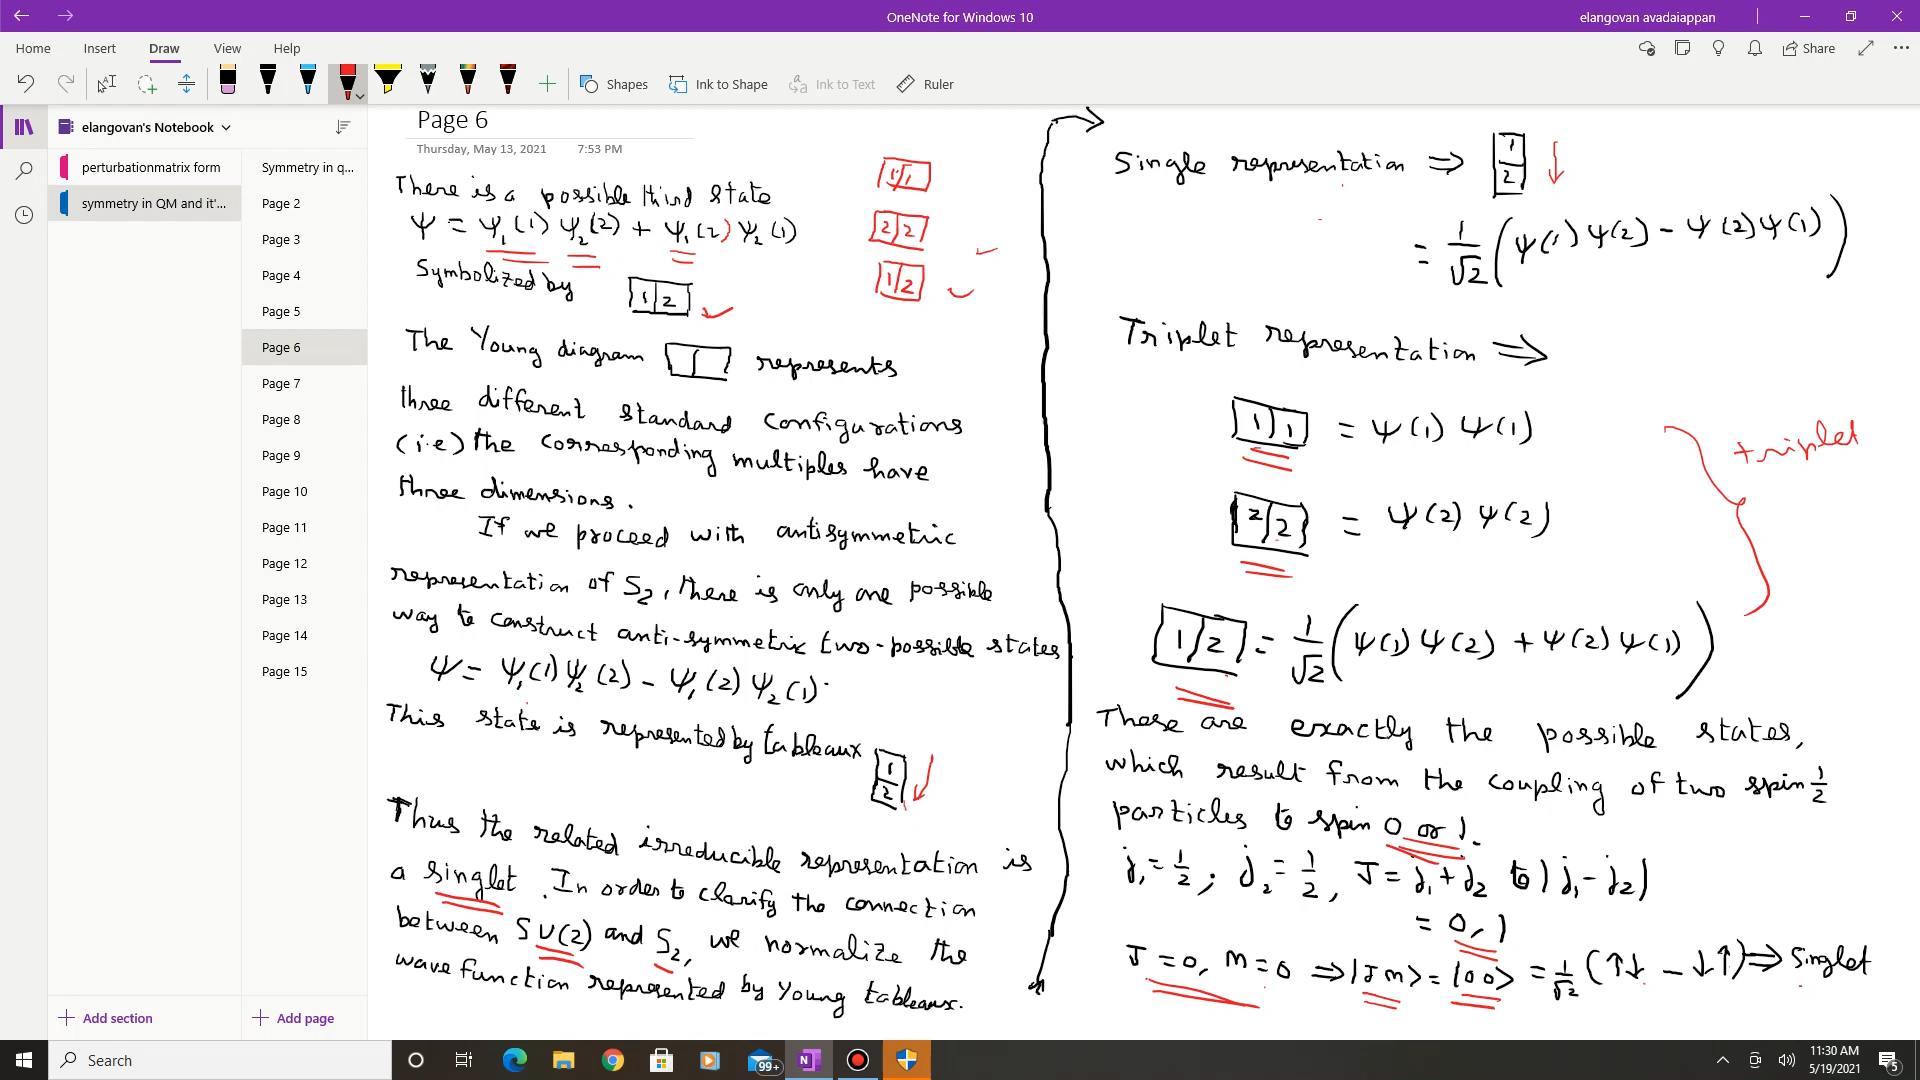 OneNote for Windows 10
elangovan avadaiappan
Home Insert Draw View Help
Share
Shapes
Ink to Shape
Ink to Text
Ruler
elangovan's Notebook
perturbationmatrix form
symmetry in QM and it'...
Symmetry in q...
Page 2
Page 3
Page 4
Page 5
Page 6
Page 7
Page 8
Page 9
Page 10
Page 11
Page 12
Page 13
Page 14
Page 15
Add section
Add page
Page 6
Thursday, May 13, 2021 7:53 PM
There is a possible third state
Ψ = Ψ₁(1) Ψ₂(2) + Ψ₁(2) Ψ₂(1)
Symbolized by 1 2
1 1
2 2
1 2
The Young diagram represents
three different standard configurations
(i.e) the corresponding multiples have
three dimensions.
If we proceed with antisymmetric
representation of S₂, there is only one possible
way to construct anti-symmetric two-possible states
Ψ = Ψ₁(1) Ψ₂(2) - Ψ₁(2) Ψ₂(1).
This state is represented by tableaux 1 2
Thus the related irreducible representation is
a singlet. In order to clarify the connection
between SU(2) and S₂, we normalize the
wavefunction represented by Young tableaux.
Single representation ⇒ 1 2
= 1/√2 (Ψ(1) Ψ(2) - Ψ(2) Ψ(1))
Triplet representation ⇒
1 1 = Ψ(1) Ψ(1)
triplet
2 2 = Ψ(2) Ψ(2)
1 2 = 1/√2 (Ψ(1) Ψ(2) + Ψ(2) Ψ(1))
These are exactly the possible states,
which result from the coupling of two spin 1/2
particles to spin 0 or 1.
j₁ = 1/2; j₂ = 1/2, J = j₁ + j₂ to |j₁ - j₂|
= 0, 1
J = 0, m = 0 ⇒ |J m> = |0 0> = 1/√2 (↑↓ - ↓↑) ⇒ Singlet
Search
99+
11:30 AM
5/19/2021
5